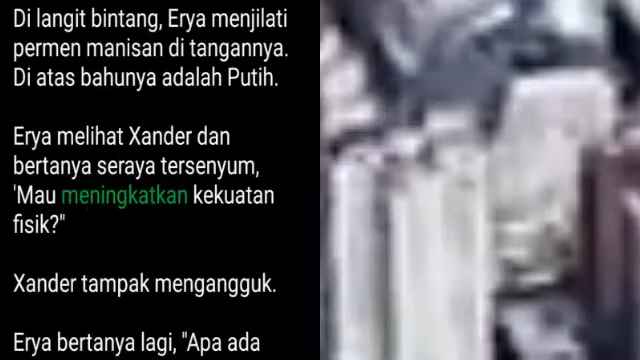 Di langit bintang, Erya menjilati
permen manisan di tangannya.
Di atas bahunya adalah Putih.
Erya melihat Xander dan
bertanya seraya tersenyum,
'Mau meningkatkan kekuatan
fisik?"
Xander tampak mengangguk.
Erya bertanya lagi, "Apa ada